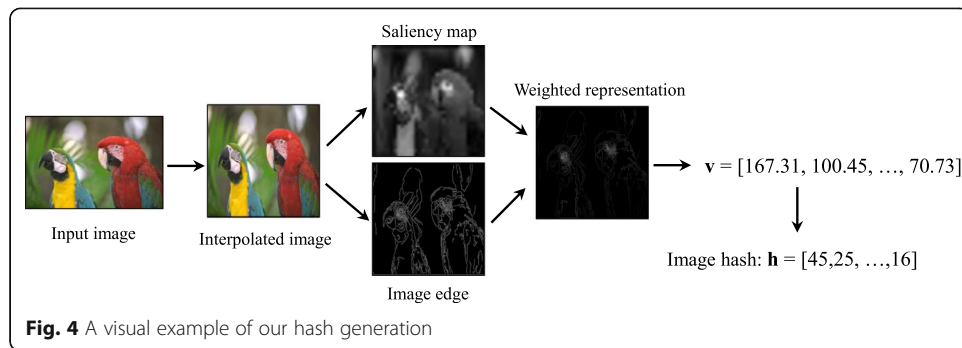 Saliency map
Weighted representation
v = [167.31, 100.45, …, 70.73]
Input image
Interpolated image
Image edge
Image hash: h = [45,25, …,16]
Fig. 4 A visual example of our hash generation